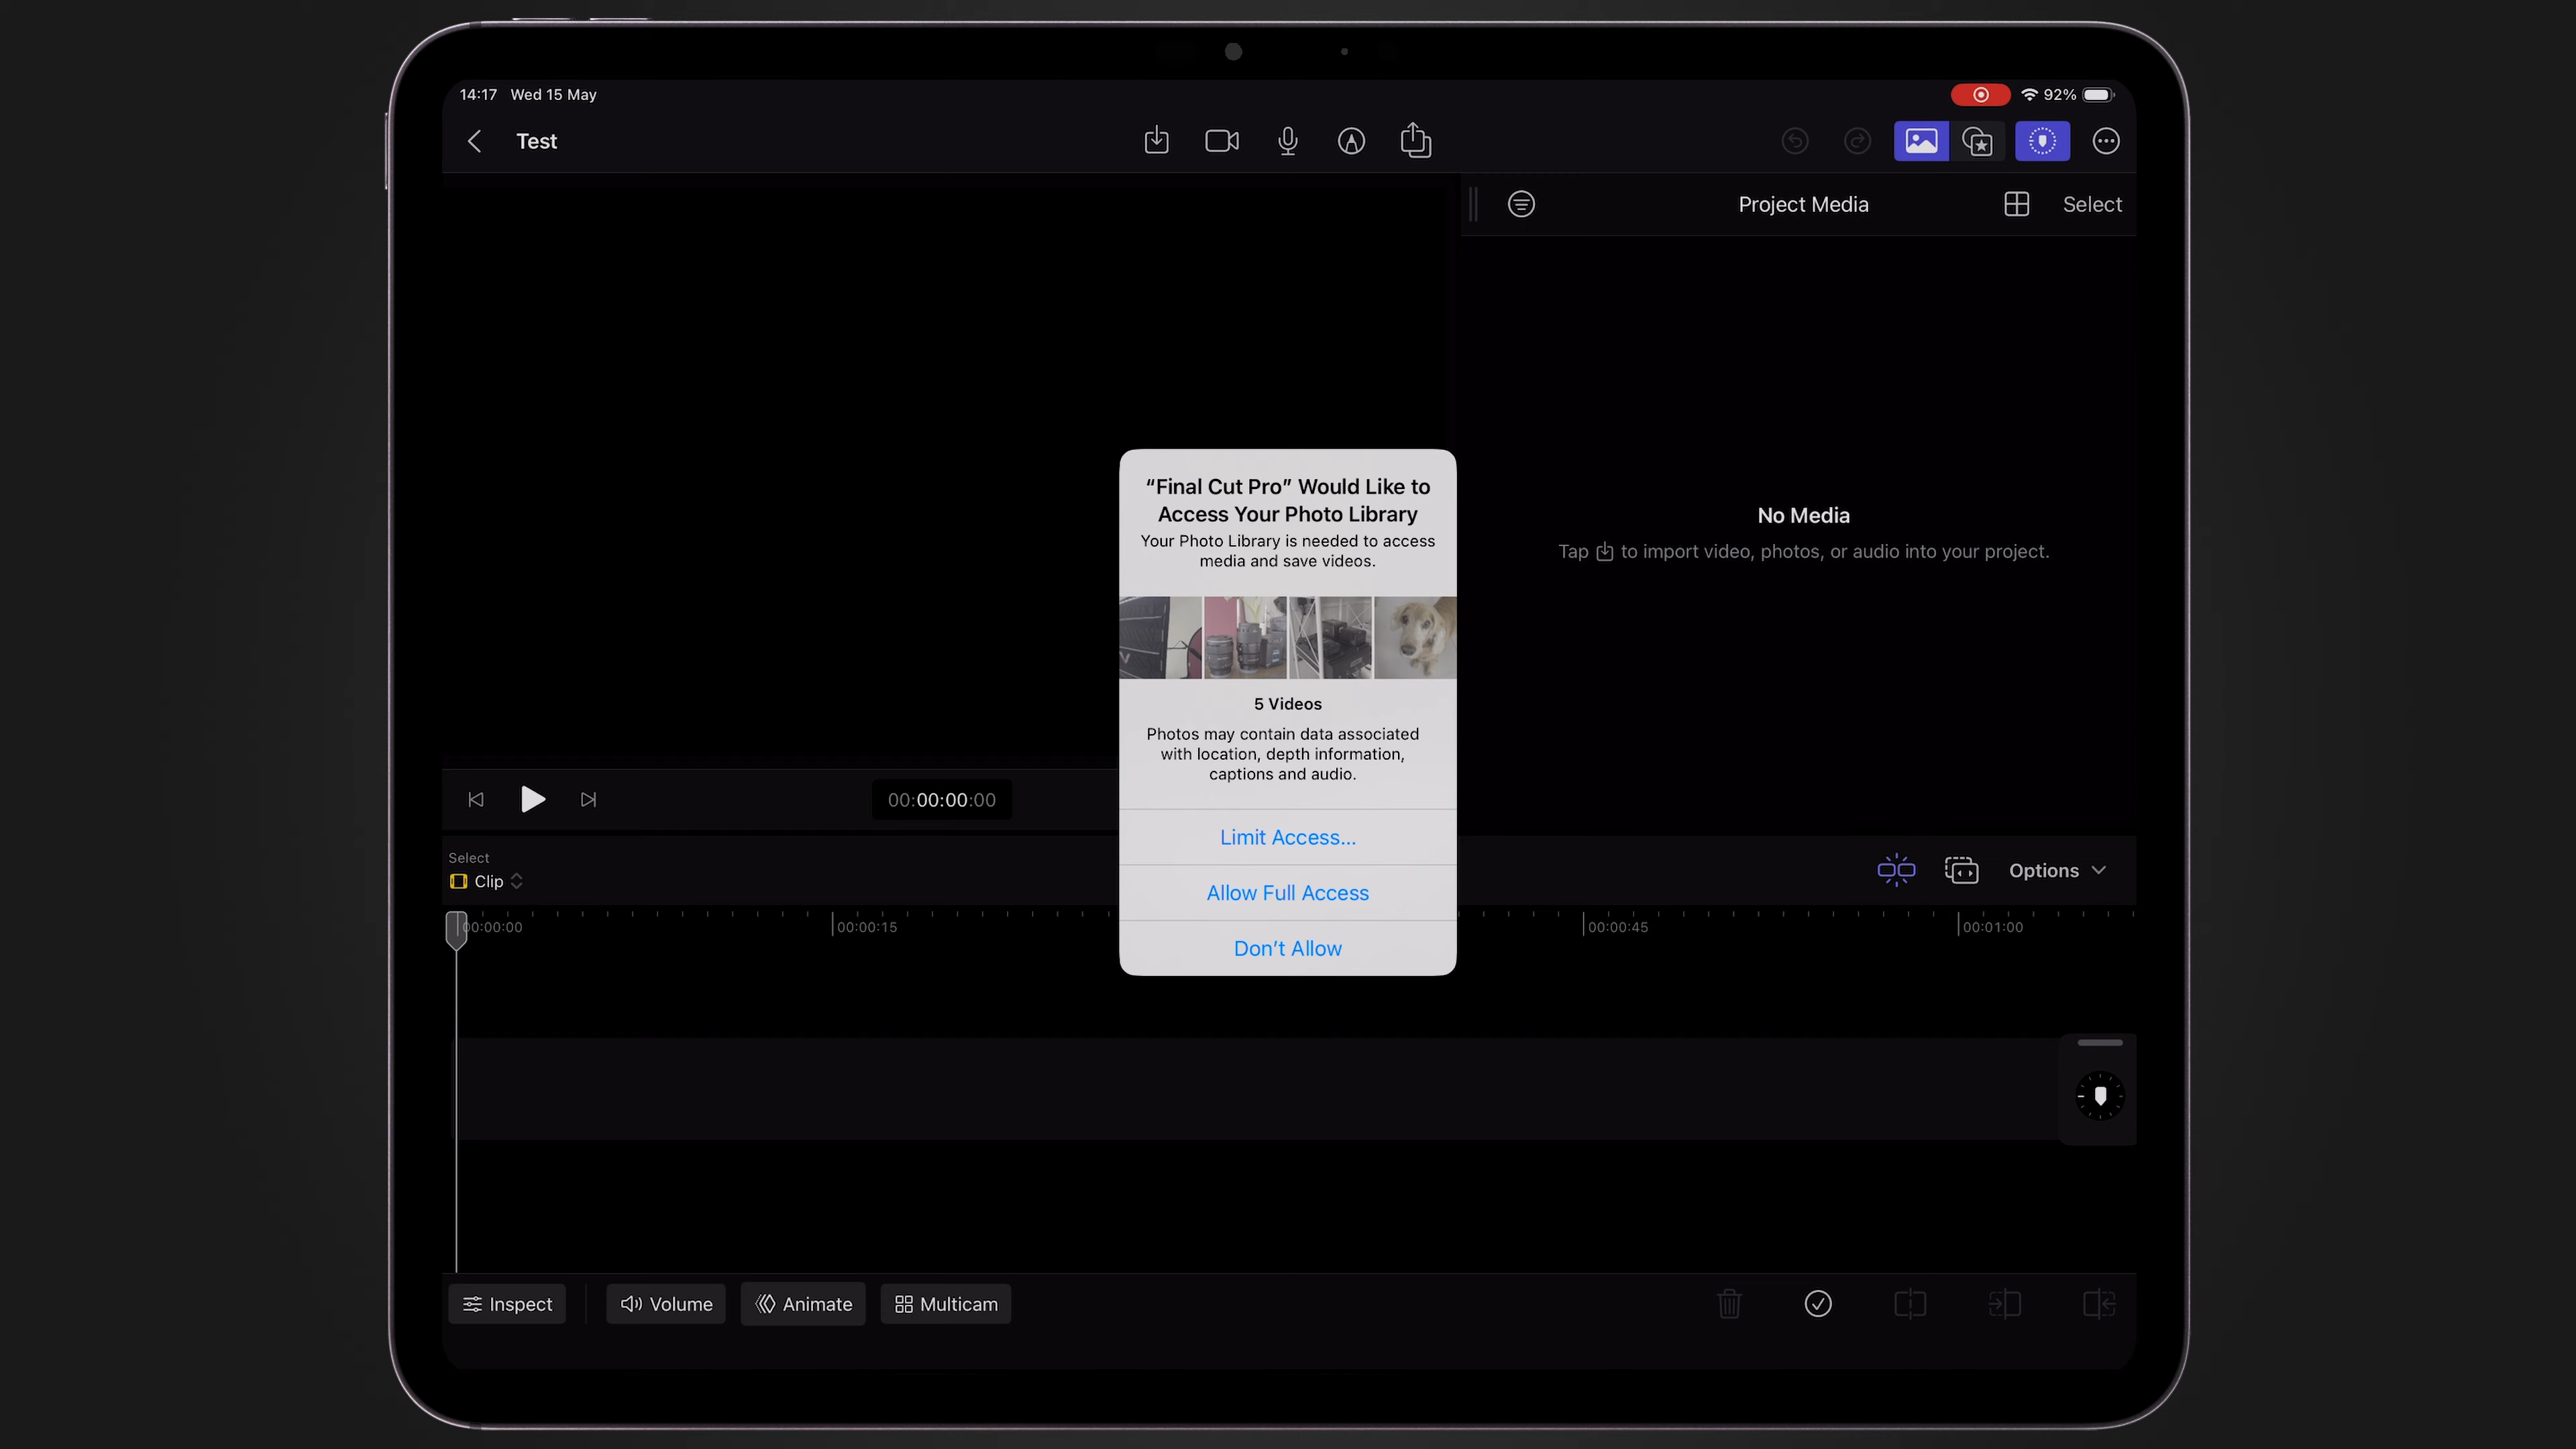 14:17 Wed 15 May
92%
Test
Project Media
Select
“Final Cut Pro” Would Like to
Access Your Photo Library
Your Photo Library is needed to access
media and save videos.
No Media
Tap to import video, photos, or audio into your project.
5 Videos
Photos may contain data associated
with location, depth information,
captions and audio.
Limit Access...
Allow Full Access
Don’t Allow
00:00:00:00
Select
Clip
Options
00:00:00
00:00:15
00:00:45
00:01:00
Inspect
Volume
Animate
Multicam